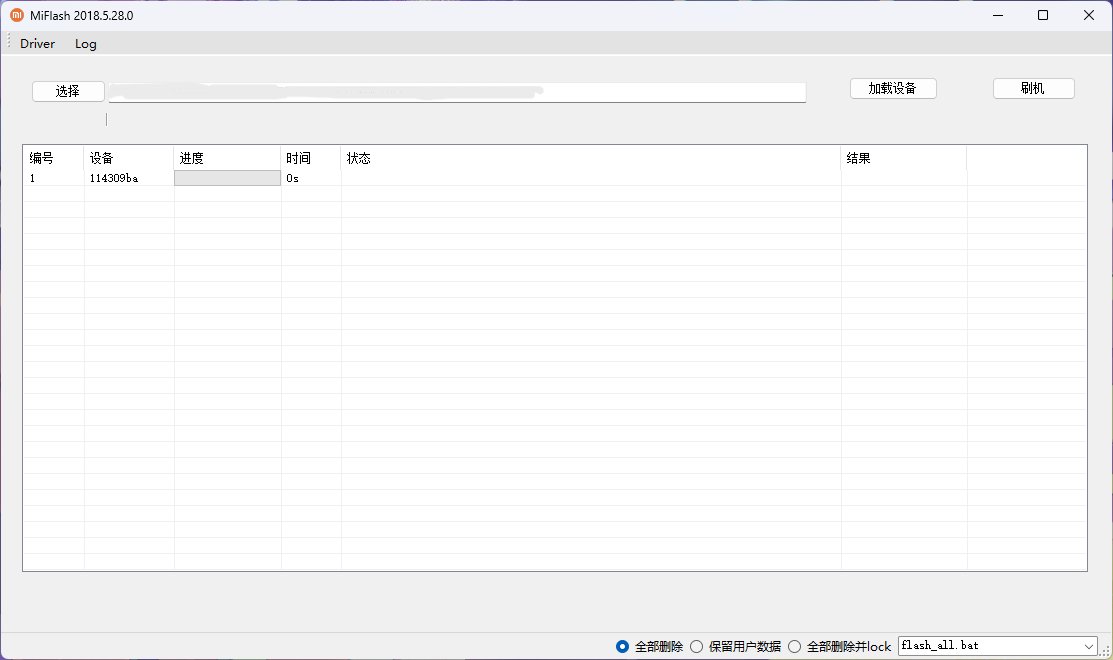 MiFlash 2018.5.28.0
Driver Log
选择 加载设备 刷机
编号 设备 进度 时间 状态 结果
1 114309ba 0s
全部删除 保留用户数据 全部删除并lock flash_all.bat